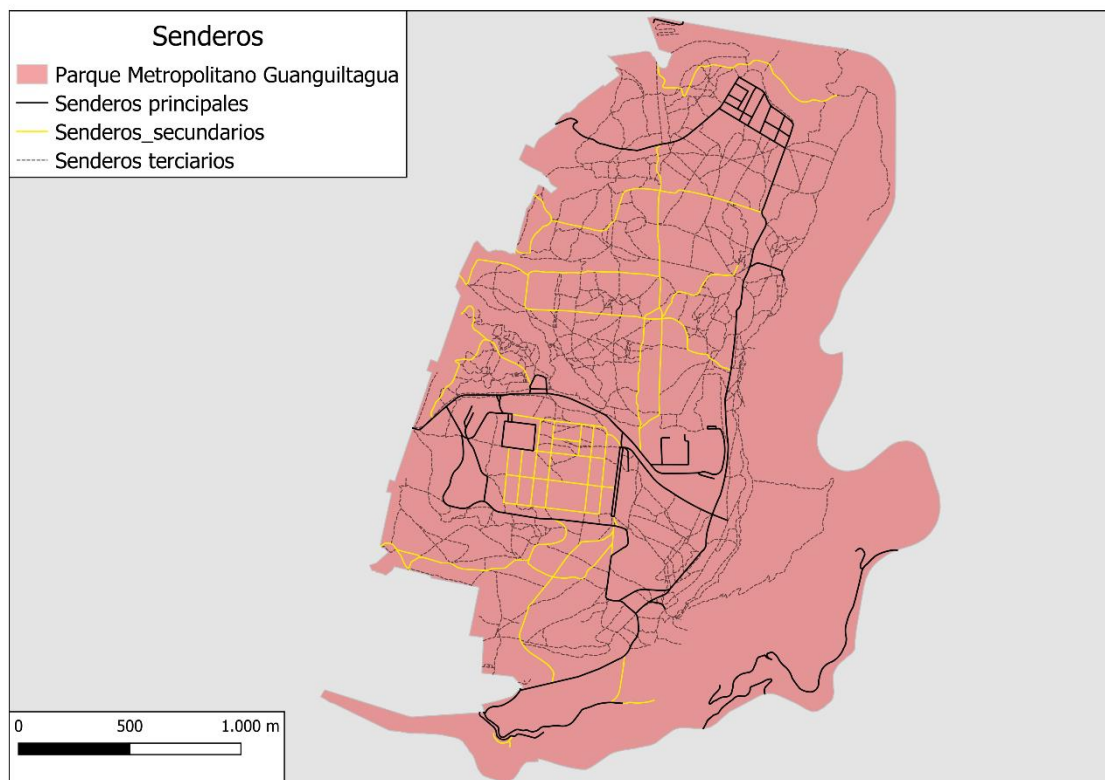 Senderos
Parque Metropolitano Guanguiltagua
Senderos principales
Senderos_secundarios
Senderos terciarios
0 500 1.000 m